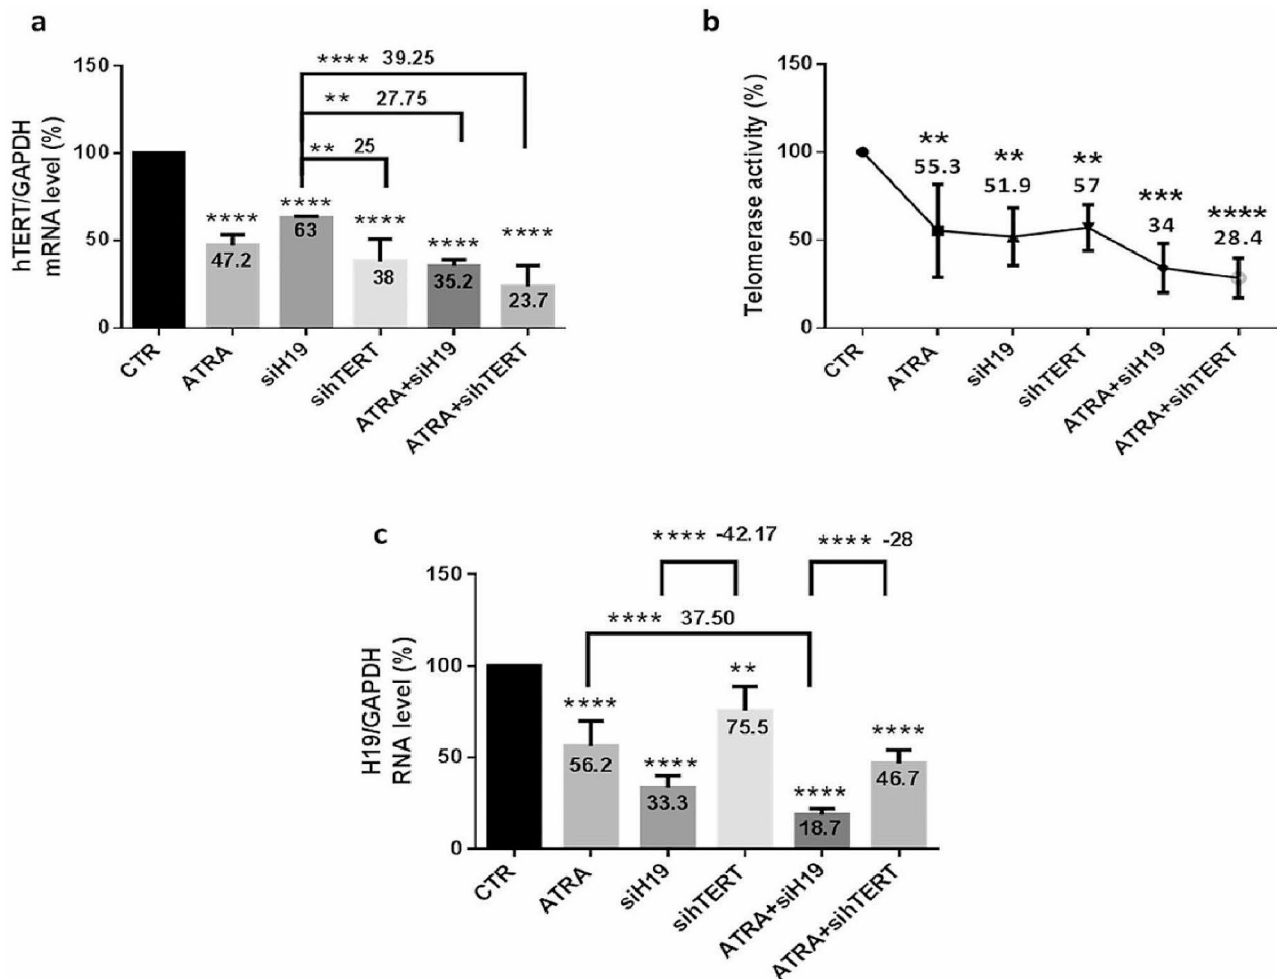 a
hTERT/GAPDH
mRNA level (%)
150
100
50
0
**** 39.25
** 27.75
** 25
****
****
****
****
****
47.2
63
38
35.2
23.7
CTR
ATRA
siH19
sihTERT
ATRA+siH19
ATRA+sihTERT
b
Telomerase activity (%)
150
100
50
0
**
55.3
**
51.9
**
57
***
34
****
28.4
CTR
ATRA
siH19
sihTERT
ATRA+siH19
ATRA+sihTERT
c
H19/GAPDH
RNA level (%)
150
100
50
0
**** -42.17
**** -28
**** 37.50
****
****
**
****
****
56.2
33.3
75.5
18.7
46.7
CTR
ATRA
siH19
sihTERT
ATRA+siH19
ATRA+sihTERT